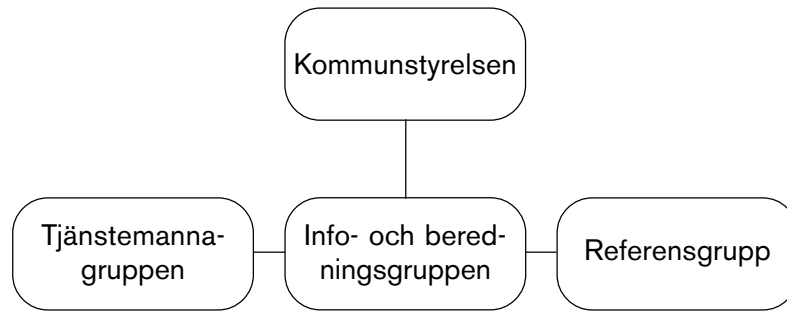 Kommunstyrelsen
Tjänstemanna-
gruppen
Info- och bered-
ningsgruppen
Referensgrupp